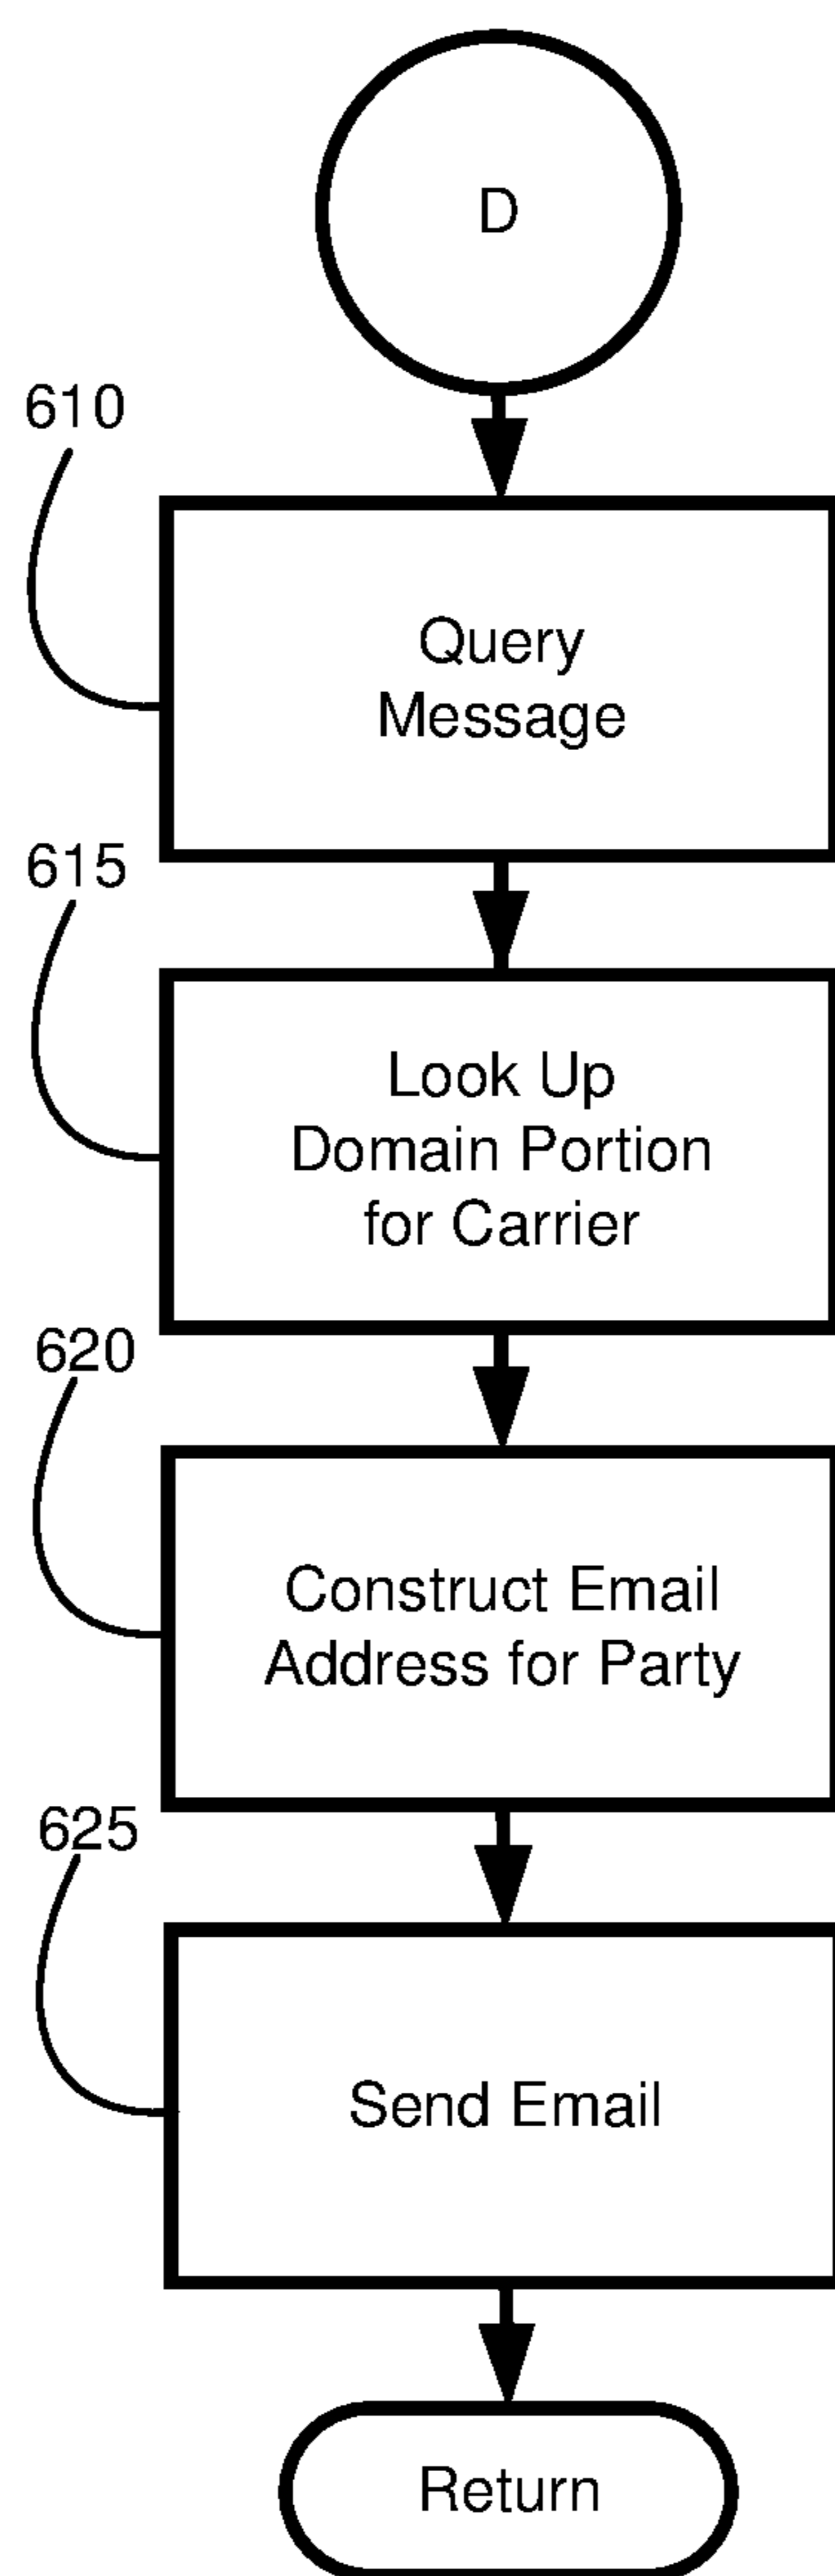 D
610
Query
Message
615
Look Up
Domain Portion
for Carrier
620
Construct Email
Address for Party
625
Send Email
Return